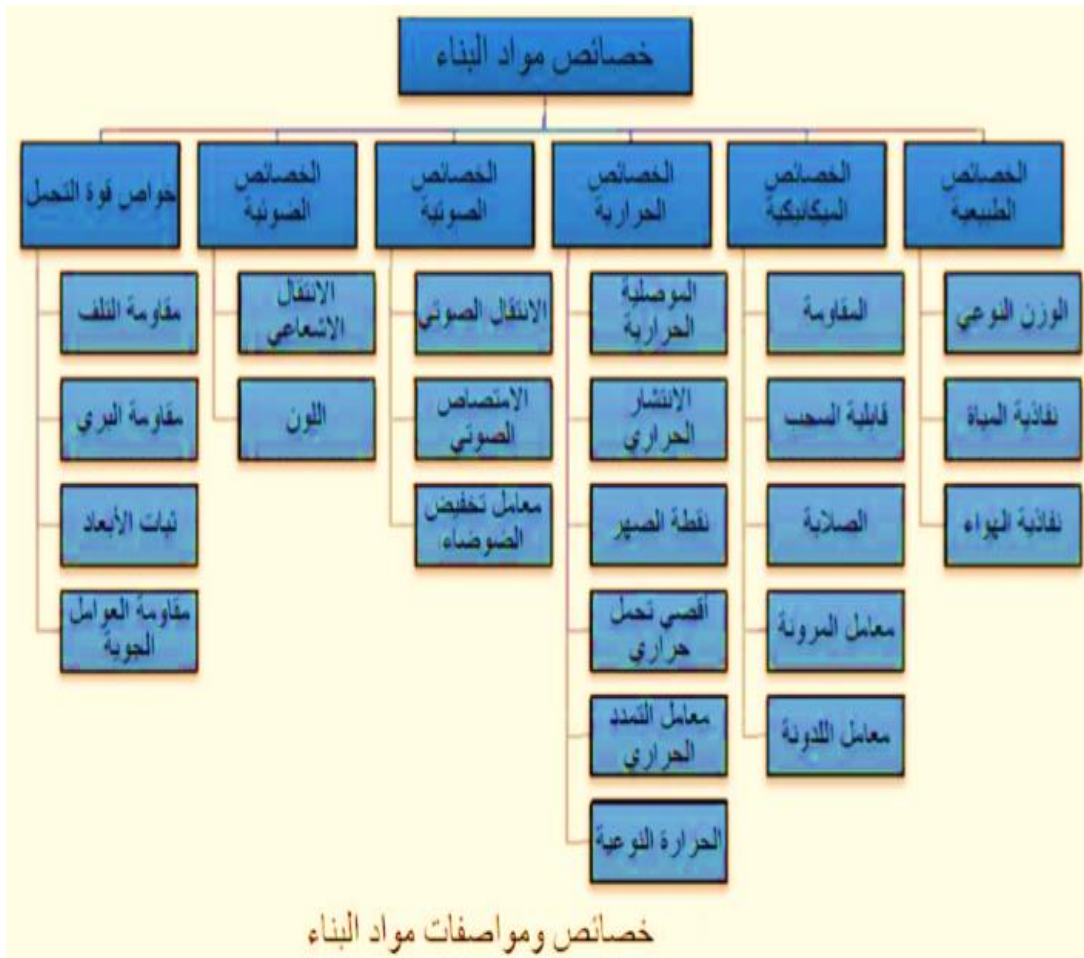 خصائص مواد البناء
الخصائص
الطبيعية
الوزن النوعي
نفاذية المياة
نفاذية الهواء
الخصائص
الميكانيكية
المقاومة
قابلية السحب
الصلابة
معامل المرونة
معامل اللدونة
الخصائص
الحرارية
الموصلية
الحرارية
الانتشار
الحراري
نقطة الصهر
أقصي تحمل
حراري
معامل التمدد
الحراري
الحرارة النوعية
الخصائص
الصوتية
الانتقال الصوتي
الامتصاص
الصوتي
معامل تخفيض
الضوضاء
الخصائص
الضوئية
الانتقال
الاشعاعي
اللون
خواص قوة التحمل
مقاومة التلف
مقاومة البري
ثبات الأبعاد
مقاومة العوامل
الجوية
خصائص ومواصفات مواد البناء